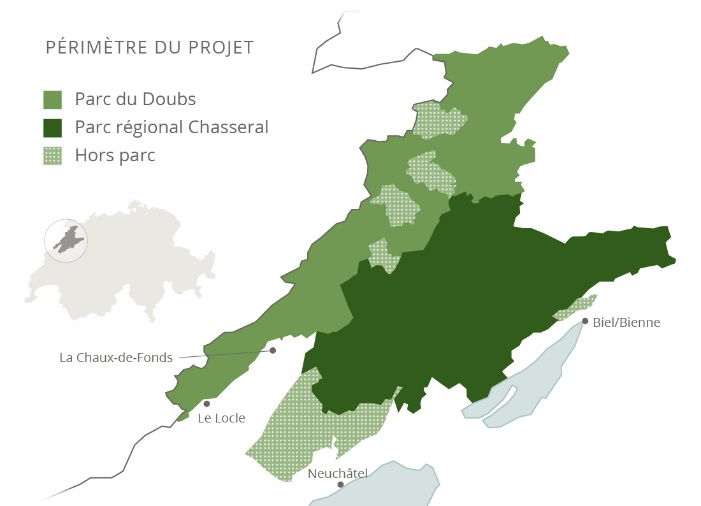 PÉRIMÈTRE DU PROJET
Parc du Doubs
Parc régional Chasseral
Hors parc
Biel/Bienne
La Chaux-de-Fonds
Le Locle
Neuchâtel